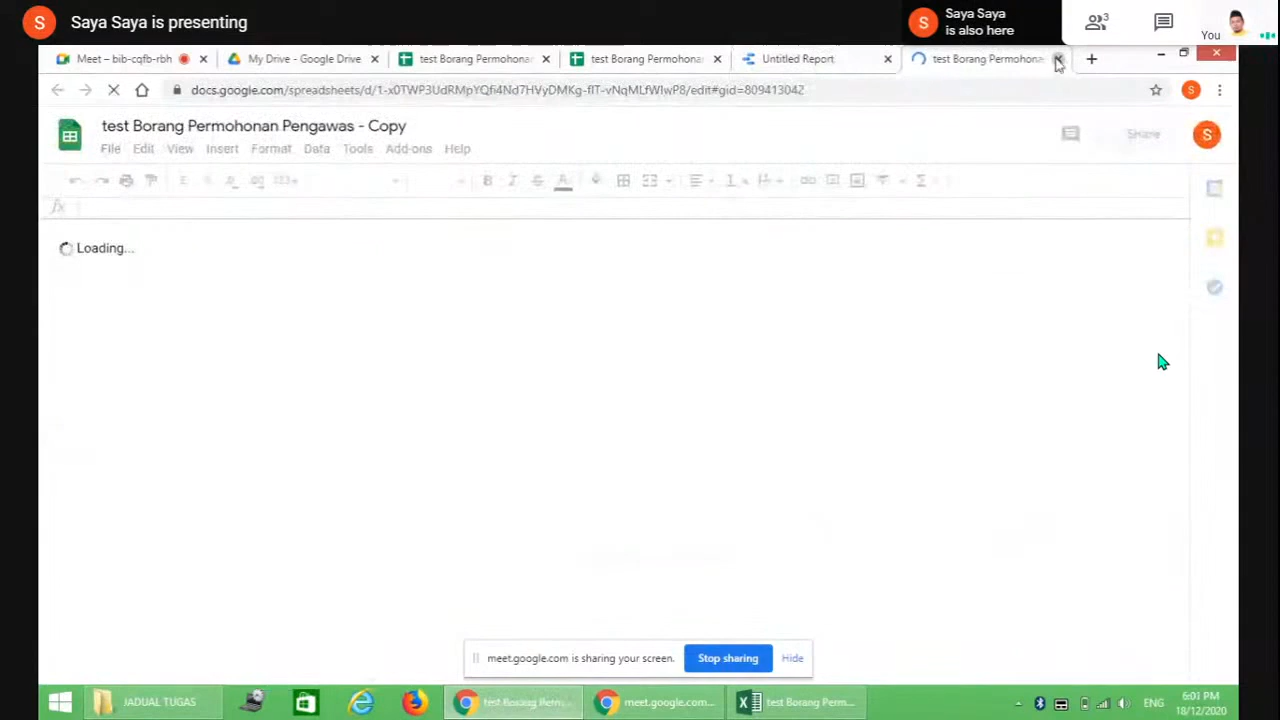 Saya Saya is presenting
Saya Saya
is also here
3
You
Meet – bib-cqfb-rbh
My Drive - Google Drive
test Borang Permohonan
test Borang Permohonan
Untitled Report
test Borang Permohona
docs.google.com/spreadsheets/d/1-x0TWP3UdRMpYQfi4Nd7HVyDMKg-fIT-vNqMLfWIwP8/edit#gid=809413042
test Borang Permohonan Pengawas - Copy
File Edit View Insert Format Data Tools Add-ons Help
Share
fx
Loading...
meet.google.com is sharing your screen.
Stop sharing
Hide
JADUAL TUGAS
test Borang Perm...
meet.google.com...
test Borang Perm...
ENG
6:01 PM
18/12/2020